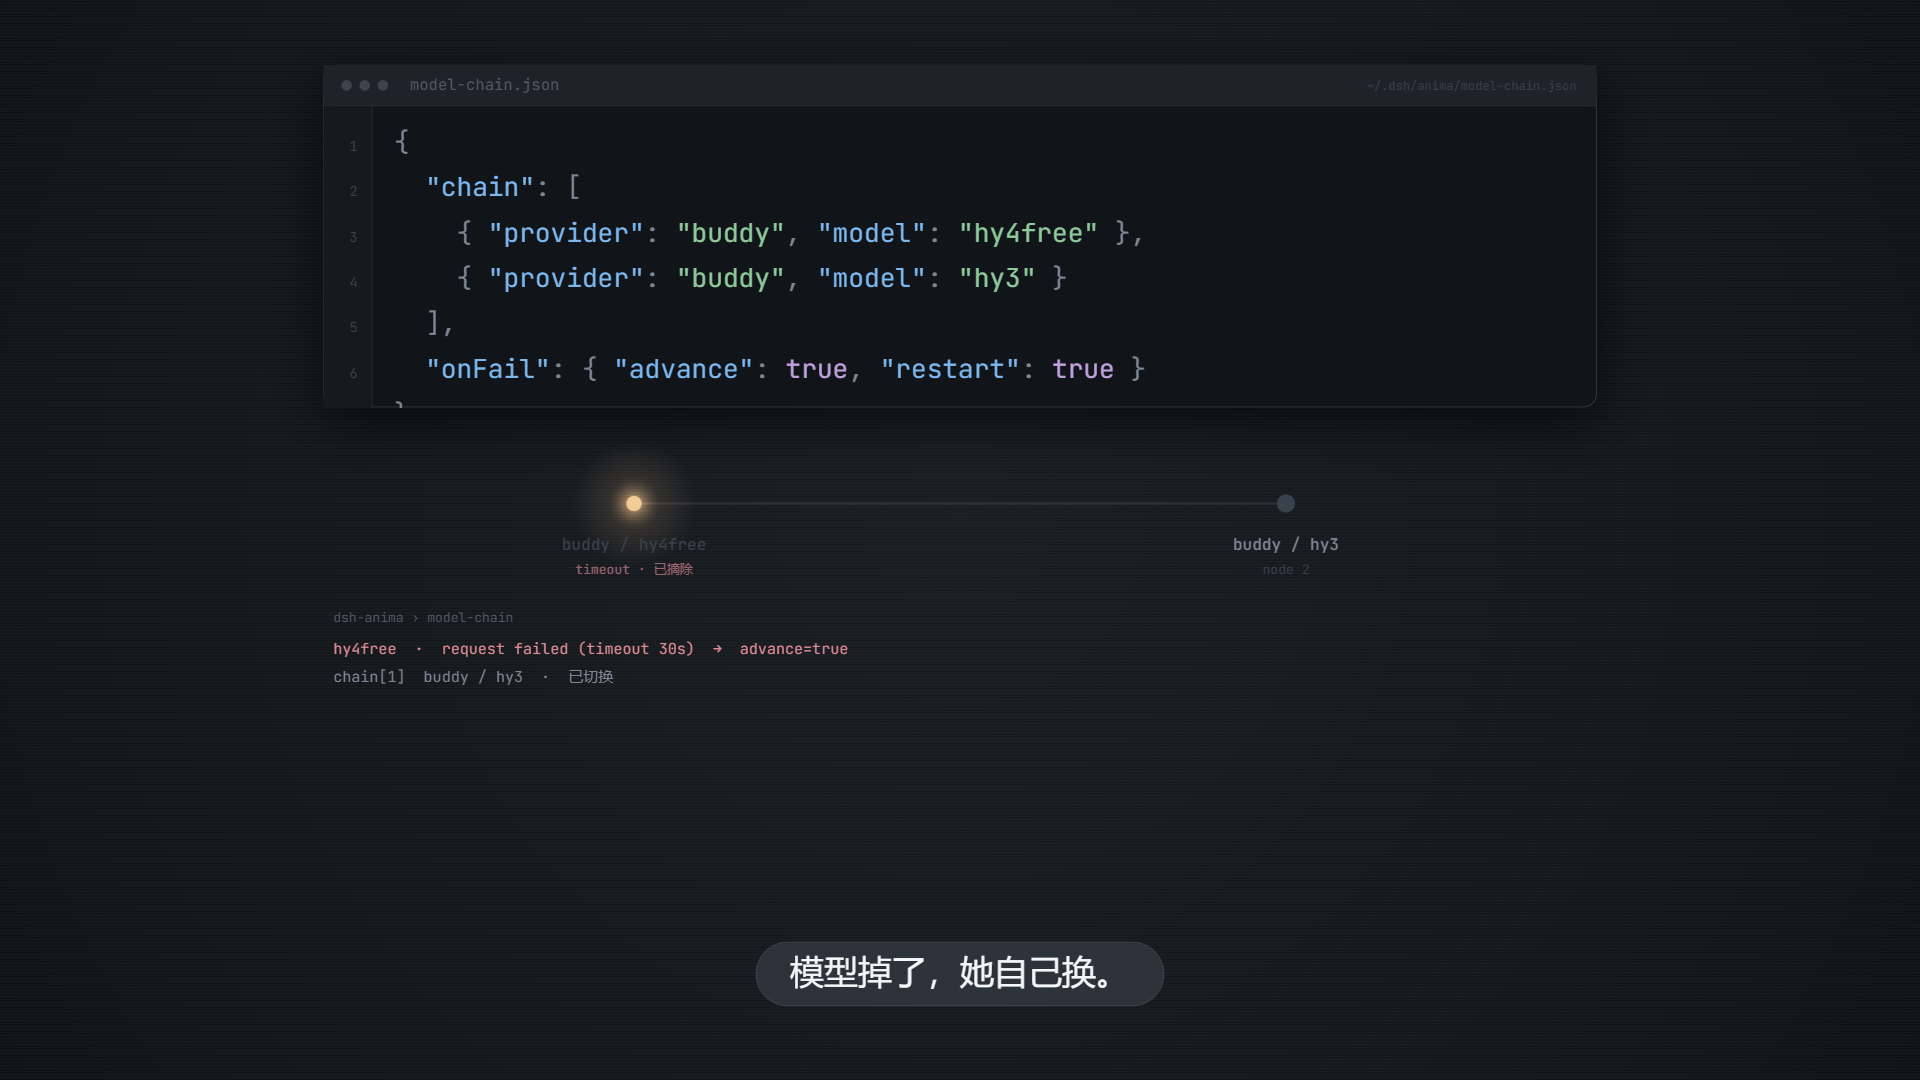 model-chain.json
~/.dsh/anima/model-chain.json
1 {
2 "chain": [
3 { "provider": "buddy", "model": "hy4free" },
4 { "provider": "buddy", "model": "hy3" }
5 ],
6 "onFail": { "advance": true, "restart": true }
buddy / hy4free
timeout · 已摘除
buddy / hy3
node 2
dsh-anima › model-chain
hy4free · request failed (timeout 30s) → advance=true
chain[1] buddy / hy3 · 已切换
模型掉了，她自己换。